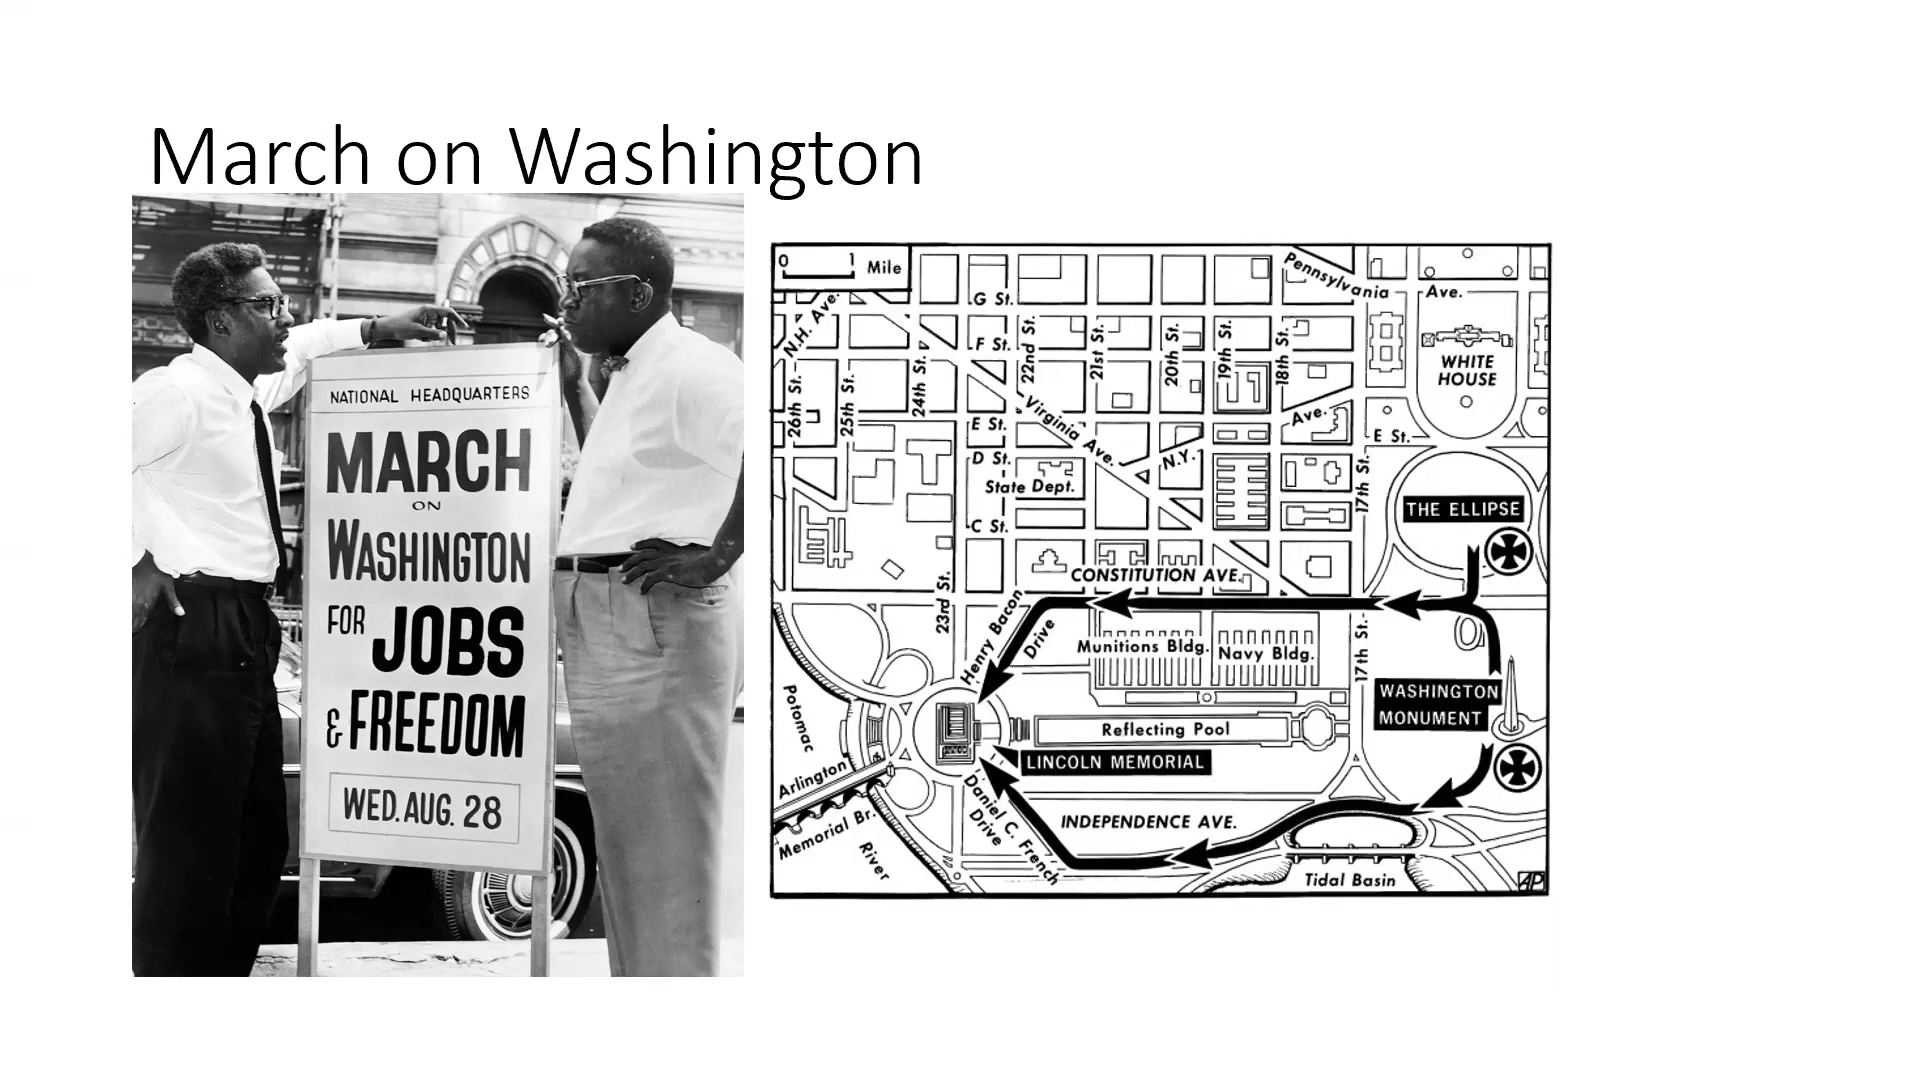 March on Washington
NATIONAL HEADQUARTERS
MARCH
ON
WASHINGTON
FOR JOBS
& FREEDOM
WED. AUG. 28
0 1 Mile
N.H. Ave.
G St.
F St.
E St.
D St.
State Dept.
C St.
26th St.
25th St.
24th St.
23rd St.
22nd St.
21st St.
20th St.
19th St.
18th St.
17th St.
17th St.
Virginia Ave.
N.Y.
Ave.
Pennsylvania
Ave.
WHITE
HOUSE
E St.
THE ELLIPSE
CONSTITUTION AVE.
Henry Bacon
Drive
Munitions Bldg.
Navy Bldg.
WASHINGTON
MONUMENT
Reflecting Pool
LINCOLN MEMORIAL
Potomac
River
Arlington
Memorial Br.
Daniel C. French
Drive
INDEPENDENCE AVE.
Tidal Basin
AP